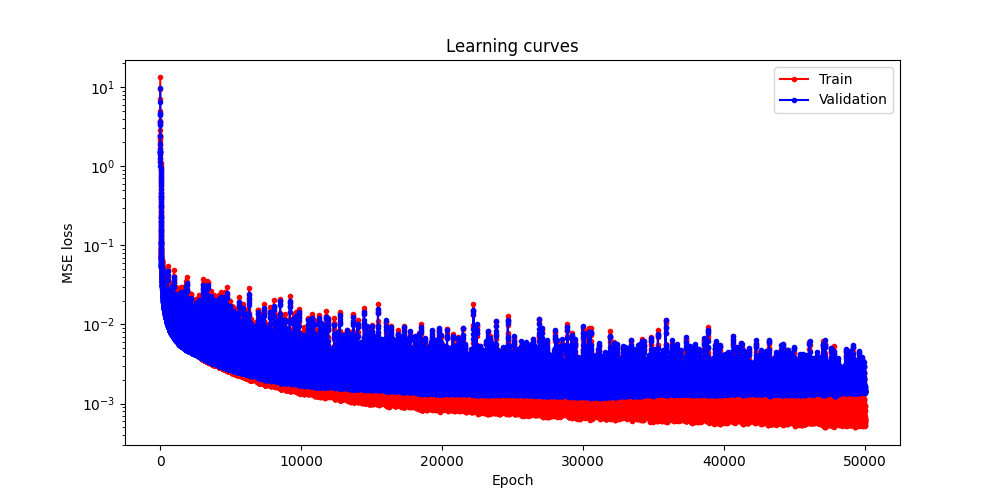 Learning curves
Train
Validation
MSE loss
10¹
10⁰
10⁻¹
10⁻²
10⁻³
0 10000 20000 30000 40000 50000
Epoch